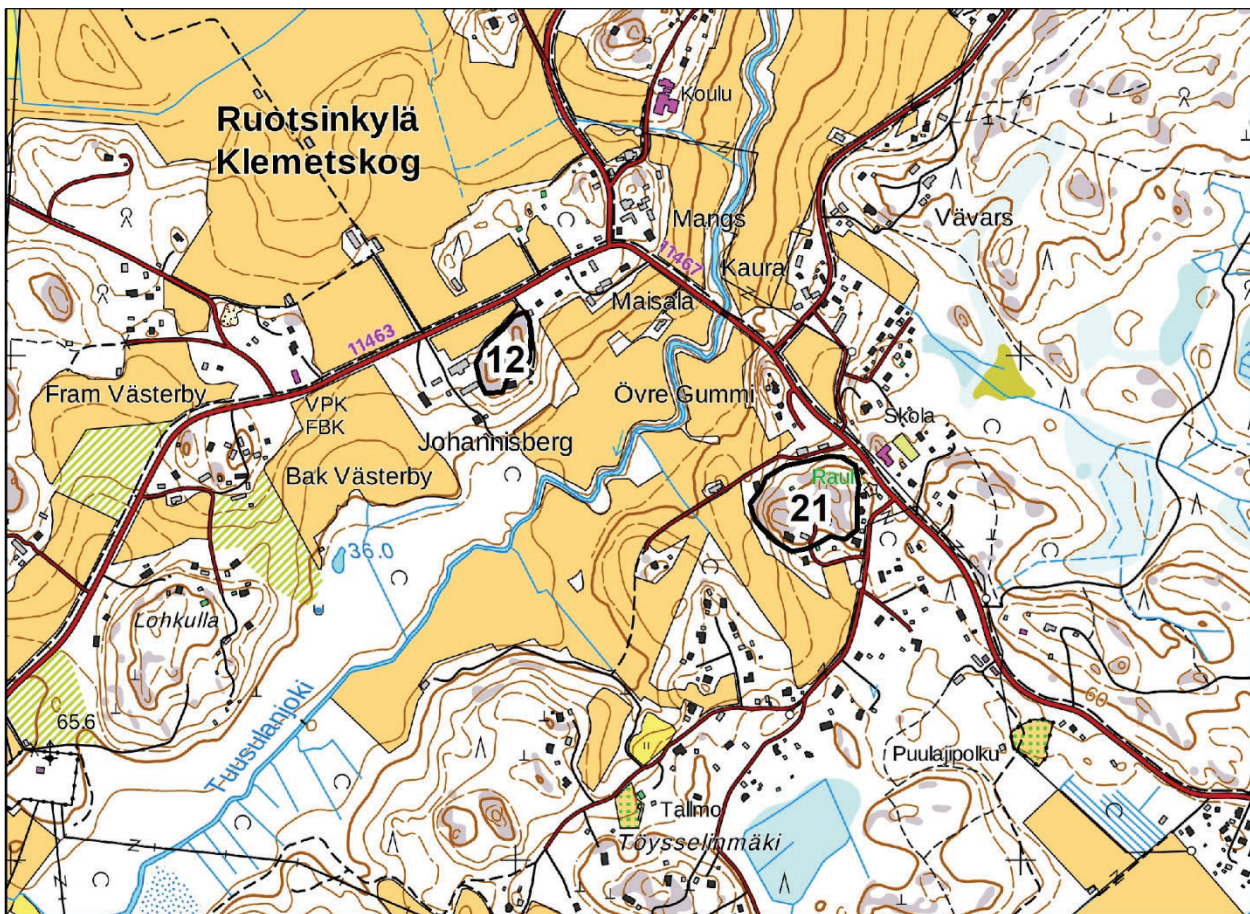 Koulu
Ruotsinkylä
Klemetskog
Mangs
Vävars
11467
Kaura
Maisala
11463
12
Fram Västerby
VPK
FBK
Övre Gummi
Skola
Johannisberg
Bak Västerby
Rauli
21
36.0
Lohkulla
65.6
Tuusulanjoki
60
Puulajipolku
Tallmo
Töysselinmäki